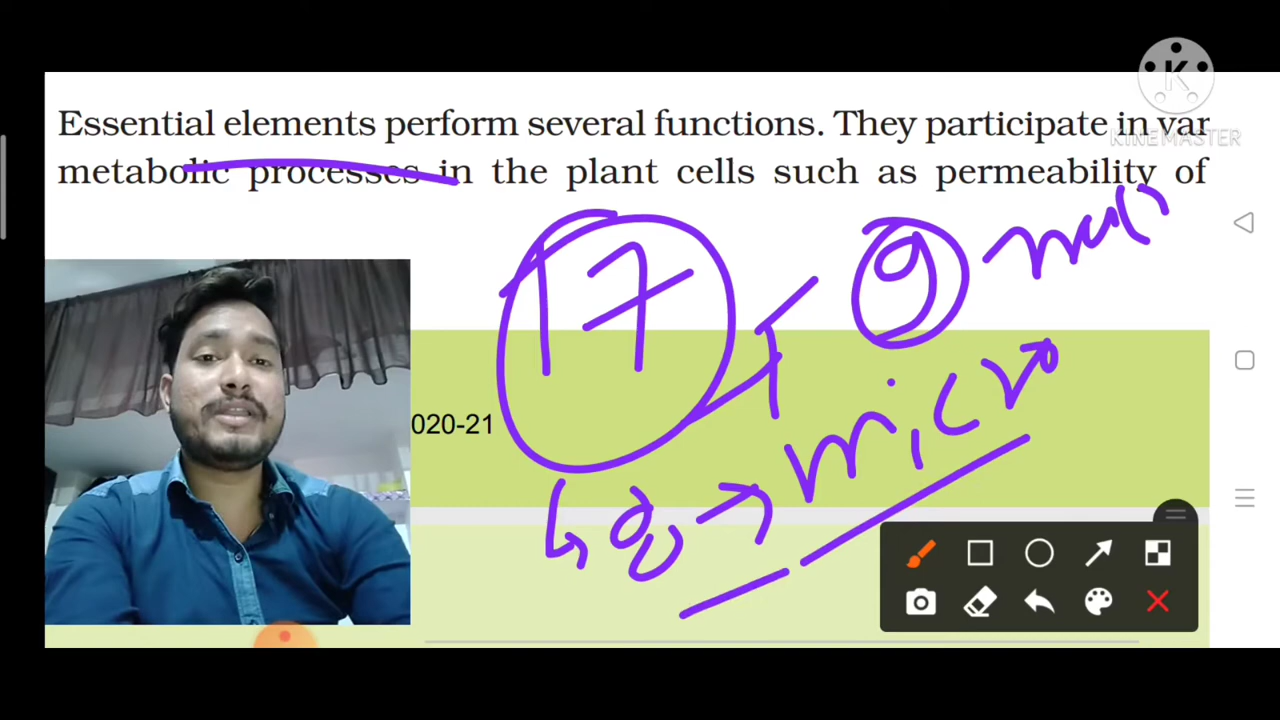 Essential elements perform several functions. They participate in var
KINEMASTER
metabolic processes in the plant cells such as permeability of
17
9
micro
020-21
8 →